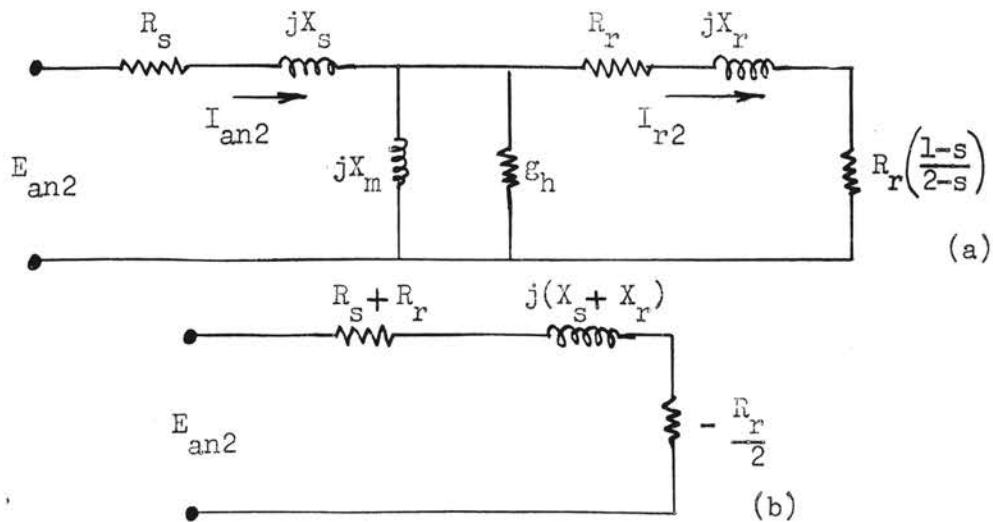 R_s jX_s R_r jX_r
I_an2 I_r2
E_an2 jX_m g_h R_r(1-s/2-s)
(a)
R_s + R_r j(X_s + X_r)
E_an2 - R_r/2
(b)